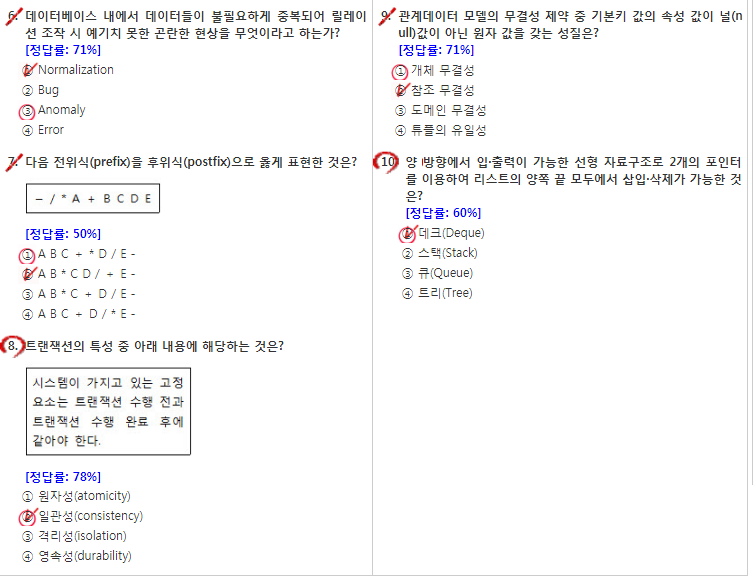 6. 데이터베이스 내에서 데이터들이 불필요하게 중복되어 릴레이
션 조작 시 예기치 못한 곤란한 현상을 무엇이라고 하는가?
[정답률: 71%]
① Normalization
② Bug
③ Anomaly
④ Error
7. 다음 전위식(prefix)을 후위식(postfix)으로 옳게 표현한 것은?
– / * A + B C D E
[정답률: 50%]
① A B C + * D / E -
② A B * C D / + E -
③ A B * C + D / E -
④ A B C + D / * E -
8. 트랜잭션의 특성 중 아래 내용에 해당하는 것은?
시스템이 가지고 있는 고정
요소는 트랜잭션 수행 전과
트랜잭션 수행 완료 후에
같아야 한다.
[정답률: 78%]
① 원자성(atomicity)
② 일관성(consistency)
③ 격리성(isolation)
④ 영속성(durability)
9. 관계데이터 모델의 무결성 제약 중 기본키 값의 속성 값이 널(n
ull)값이 아닌 원자 값을 갖는 성질은?
[정답률: 71%]
① 개체 무결성
② 참조 무결성
③ 도메인 무결성
④ 튜플의 유일성
10. 양 방향에서 입·출력이 가능한 선형 자료구조로 2개의 포인터
를 이용하여 리스트의 양쪽 끝 모두에서 삽입·삭제가 가능한 것
은?
[정답률: 60%]
① 데크(Deque)
② 스택(Stack)
③ 큐(Queue)
④ 트리(Tree)